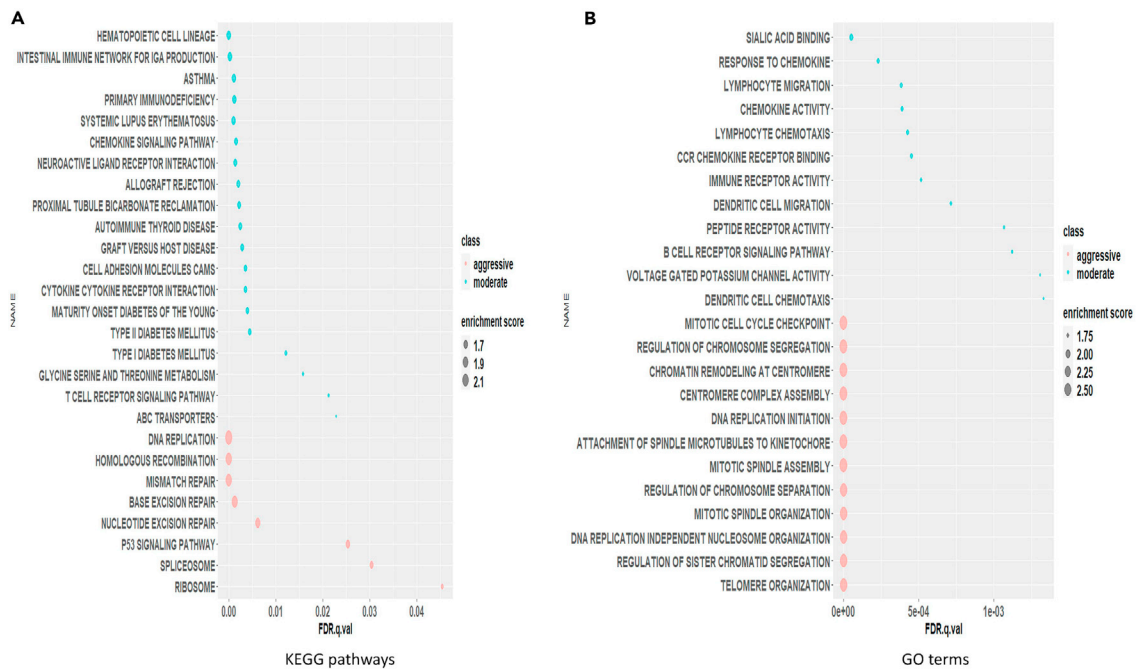 A
HEMATOPOIETIC CELL LINEAGE
INTESTINAL IMMUNE NETWORK FOR IGA PRODUCTION
ASTHMA
PRIMARY IMMUNODEFICIENCY
SYSTEMIC LUPUS ERYTHEMATOSUS
CHEMOKINE SIGNALING PATHWAY
NEUROACTIVE LIGAND RECEPTOR INTERACTION
ALLOGRAFT REJECTION
PROXIMAL TUBULE BICARBONATE RECLAMATION
AUTOIMMUNE THYROID DISEASE
GRAFT VERSUS HOST DISEASE
CELL ADHESION MOLECULES CAMS
CYTOKINE CYTOKINE RECEPTOR INTERACTION
MATURITY ONSET DIABETES OF THE YOUNG
TYPE II DIABETES MELLITUS
TYPE I DIABETES MELLITUS
GLYCINE SERINE AND THREONINE METABOLISM
T CELL RECEPTOR SIGNALING PATHWAY
ABC TRANSPORTERS
DNA REPLICATION
HOMOLOGOUS RECOMBINATION
MISMATCH REPAIR
BASE EXCISION REPAIR
NUCLEOTIDE EXCISION REPAIR
P53 SIGNALING PATHWAY
SPLICEOSOME
RIBOSOME
NAME
0.00 0.01 0.02 0.03 0.04
FDR.q.val
KEGG pathways
class
aggressive
moderate
enrichment score
1.7
1.9
2.1
B
SIALIC ACID BINDING
RESPONSE TO CHEMOKINE
LYMPHOCYTE MIGRATION
CHEMOKINE ACTIVITY
LYMPHOCYTE CHEMOTAXIS
CCR CHEMOKINE RECEPTOR BINDING
IMMUNE RECEPTOR ACTIVITY
DENDRITIC CELL MIGRATION
PEPTIDE RECEPTOR ACTIVITY
B CELL RECEPTOR SIGNALING PATHWAY
VOLTAGE GATED POTASSIUM CHANNEL ACTIVITY
DENDRITIC CELL CHEMOTAXIS
MITOTIC CELL CYCLE CHECKPOINT
REGULATION OF CHROMOSOME SEGREGATION
CHROMATIN REMODELING AT CENTROMERE
CENTROMERE COMPLEX ASSEMBLY
DNA REPLICATION INITIATION
ATTACHMENT OF SPINDLE MICROTUBULES TO KINETOCHORE
MITOTIC SPINDLE ASSEMBLY
REGULATION OF CHROMOSOME SEPARATION
MITOTIC SPINDLE ORGANIZATION
DNA REPLICATION INDEPENDENT NUCLEOSOME ORGANIZATION
REGULATION OF SISTER CHROMATID SEGREGATION
TELOMERE ORGANIZATION
NAME
0e+00 5e-04 1e-03
FDR.q.val
GO terms
class
aggressive
moderate
enrichment score
1.75
2.00
2.25
2.50